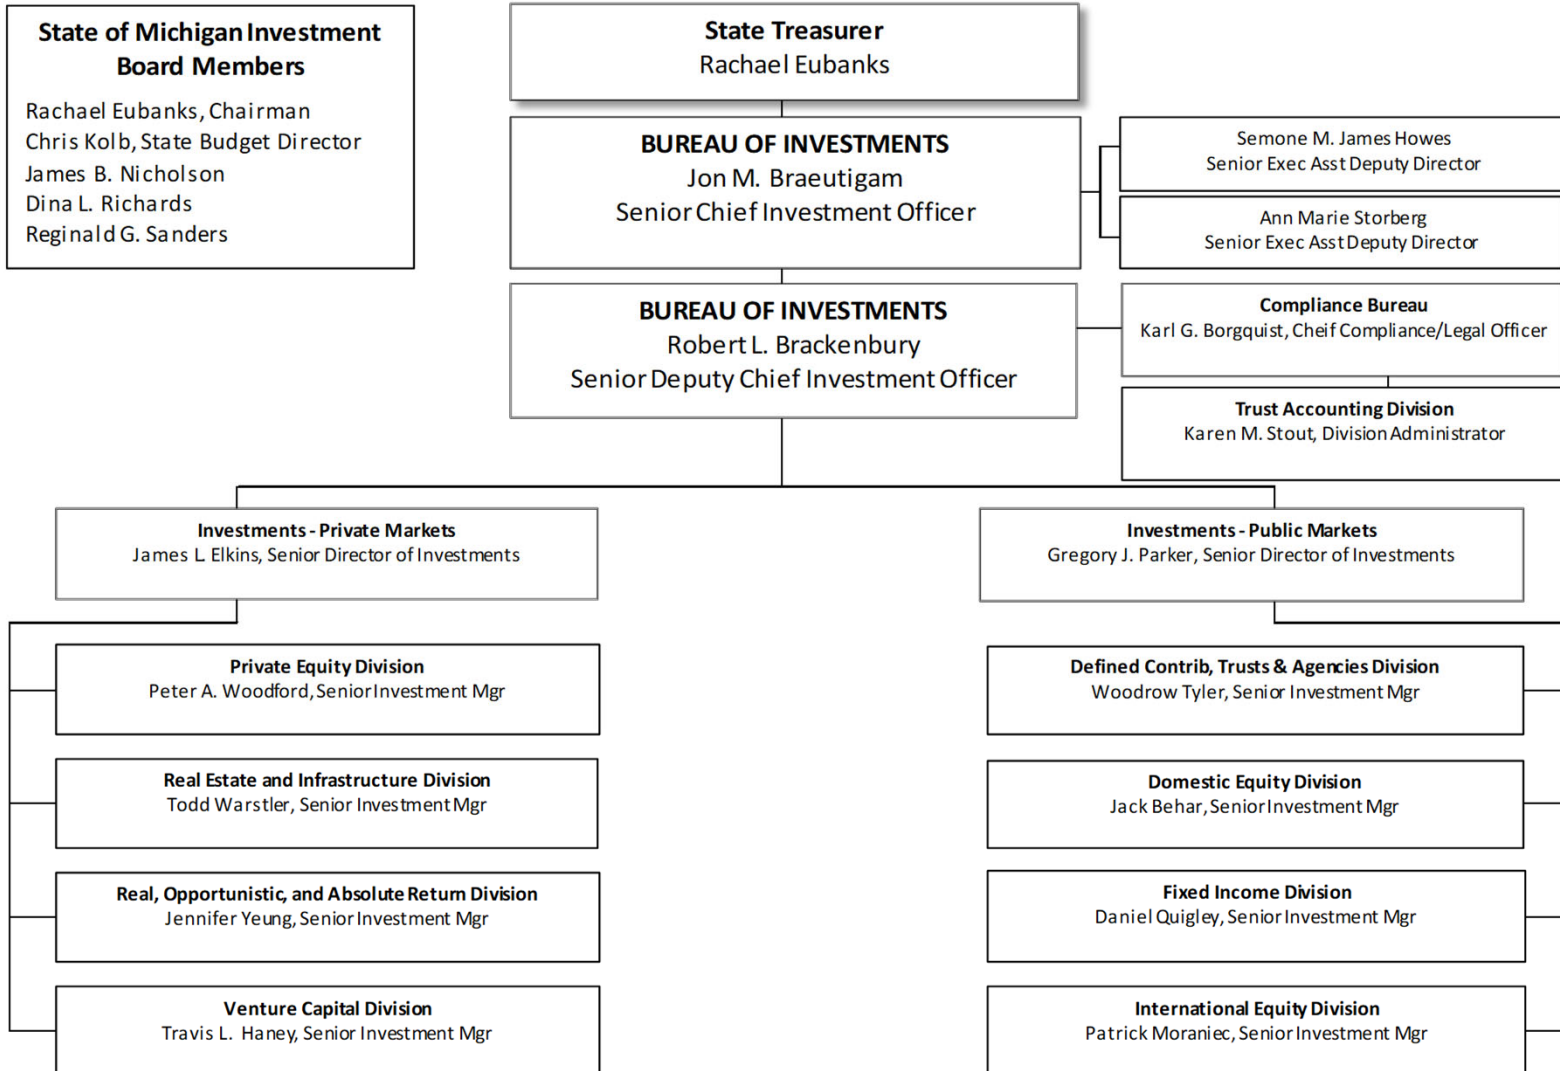 State of Michigan Investment
Board Members
Rachael Eubanks, Chairman
Chris Kolb, State Budget Director
James B. Nicholson
Dina L. Richards
Reginald G. Sanders
State Treasurer
Rachael Eubanks
BUREAU OF INVESTMENTS
Jon M. Braeutigam
Senior Chief Investment Officer
Semone M. James Howes
Senior Exec Asst Deputy Director
Ann Marie Storberg
Senior Exec Asst Deputy Director
BUREAU OF INVESTMENTS
Robert L. Brackenbury
Senior Deputy Chief Investment Officer
Compliance Bureau
Karl G. Borgquist, Cheif Compliance/Legal Officer
Trust Accounting Division
Karen M. Stout, Division Administrator
Investments - Private Markets
James L. Elkins, Senior Director of Investments
Investments - Public Markets
Gregory J. Parker, Senior Director of Investments
Private Equity Division
Peter A. Woodford, Senior Investment Mgr
Defined Contrib, Trusts & Agencies Division
Woodrow Tyler, Senior Investment Mgr
Real Estate and Infrastructure Division
Todd Warstler, Senior Investment Mgr
Domestic Equity Division
Jack Behar, Senior Investment Mgr
Real, Opportunistic, and Absolute Return Division
Jennifer Yeung, Senior Investment Mgr
Fixed Income Division
Daniel Quigley, Senior Investment Mgr
Venture Capital Division
Travis L. Haney, Senior Investment Mgr
International Equity Division
Patrick Moraniec, Senior Investment Mgr